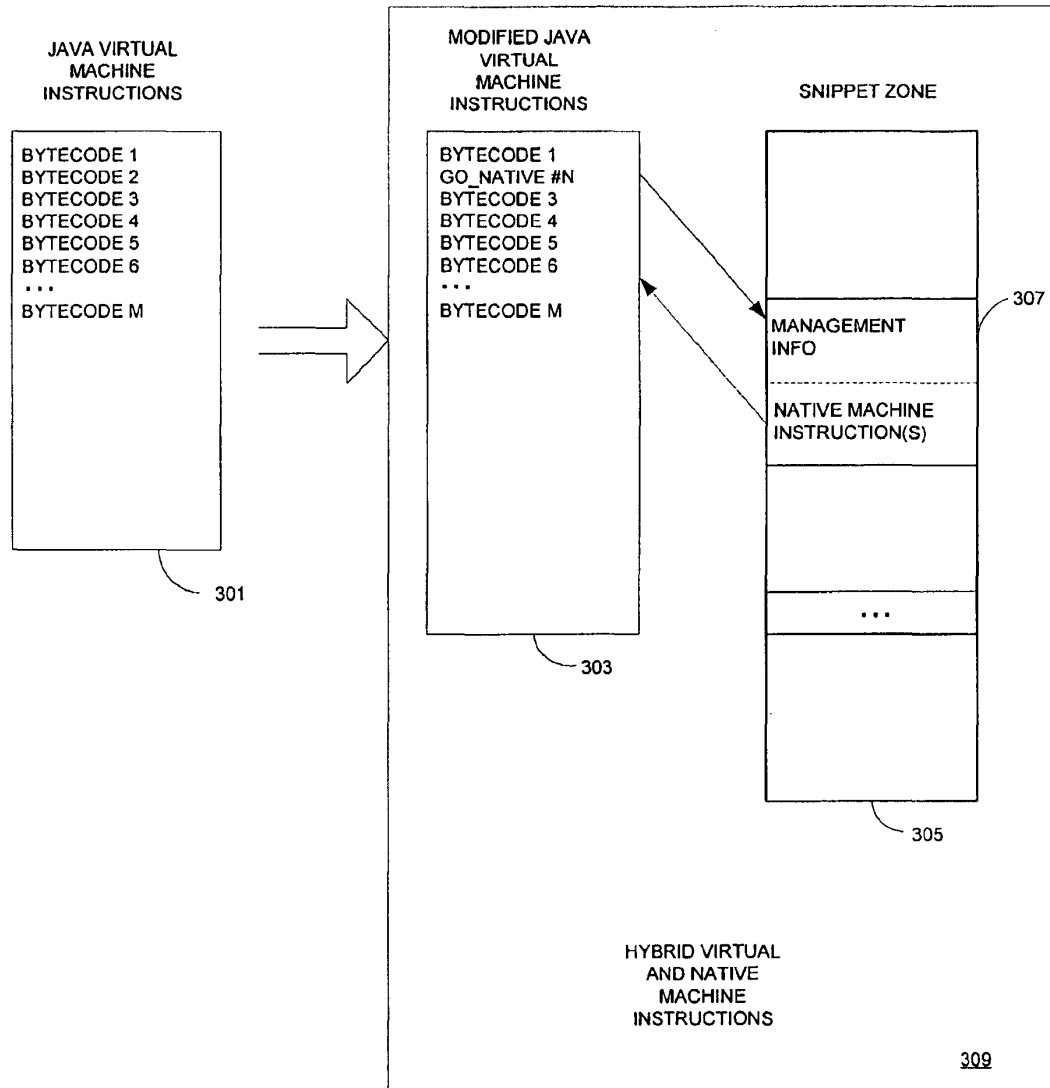 JAVA VIRTUAL
MACHINE
INSTRUCTIONS
BYTECODE 1
BYTECODE 2
BYTECODE 3
BYTECODE 4
BYTECODE 5
BYTECODE 6
...
BYTECODE M
301
MODIFIED JAVA
VIRTUAL
MACHINE
INSTRUCTIONS
BYTECODE 1
GO_NATIVE #N
BYTECODE 3
BYTECODE 4
BYTECODE 5
BYTECODE 6
...
BYTECODE M
303
SNIPPET ZONE
307
MANAGEMENT
INFO
NATIVE MACHINE
INSTRUCTION(S)
...
305
HYBRID VIRTUAL
AND NATIVE
MACHINE
INSTRUCTIONS
309